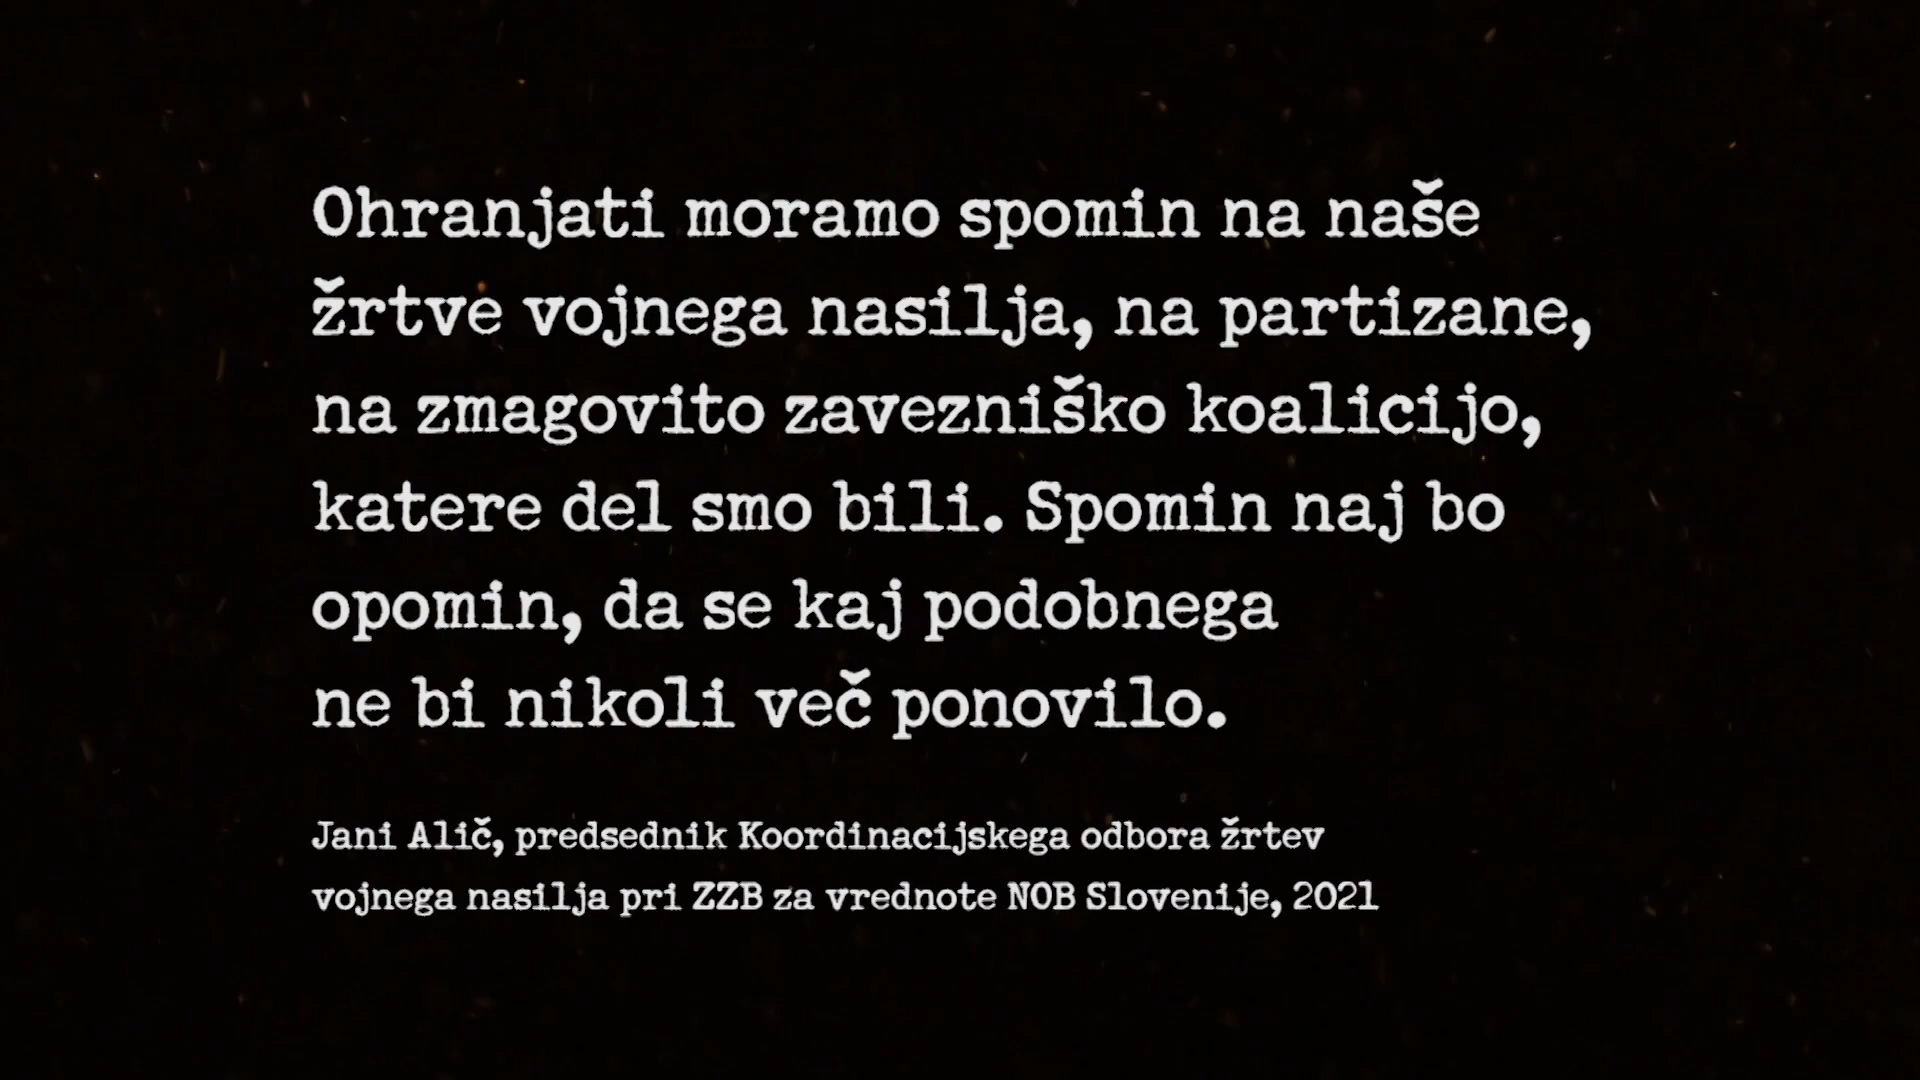 Ohranjati moramo spomin na naše
žrtve vojnega nasilja, na partizane,
na zmagovito zavezniško koalicijo,
katere del smo bili. Spomin naj bo
opomin, da se kaj podobnega
ne bi nikoli več ponovilo.
Jani Alič, predsednik Koordinacijskega odbora žrtev
vojnega nasilja pri ZZB za vrednote NOB Slovenije, 2021